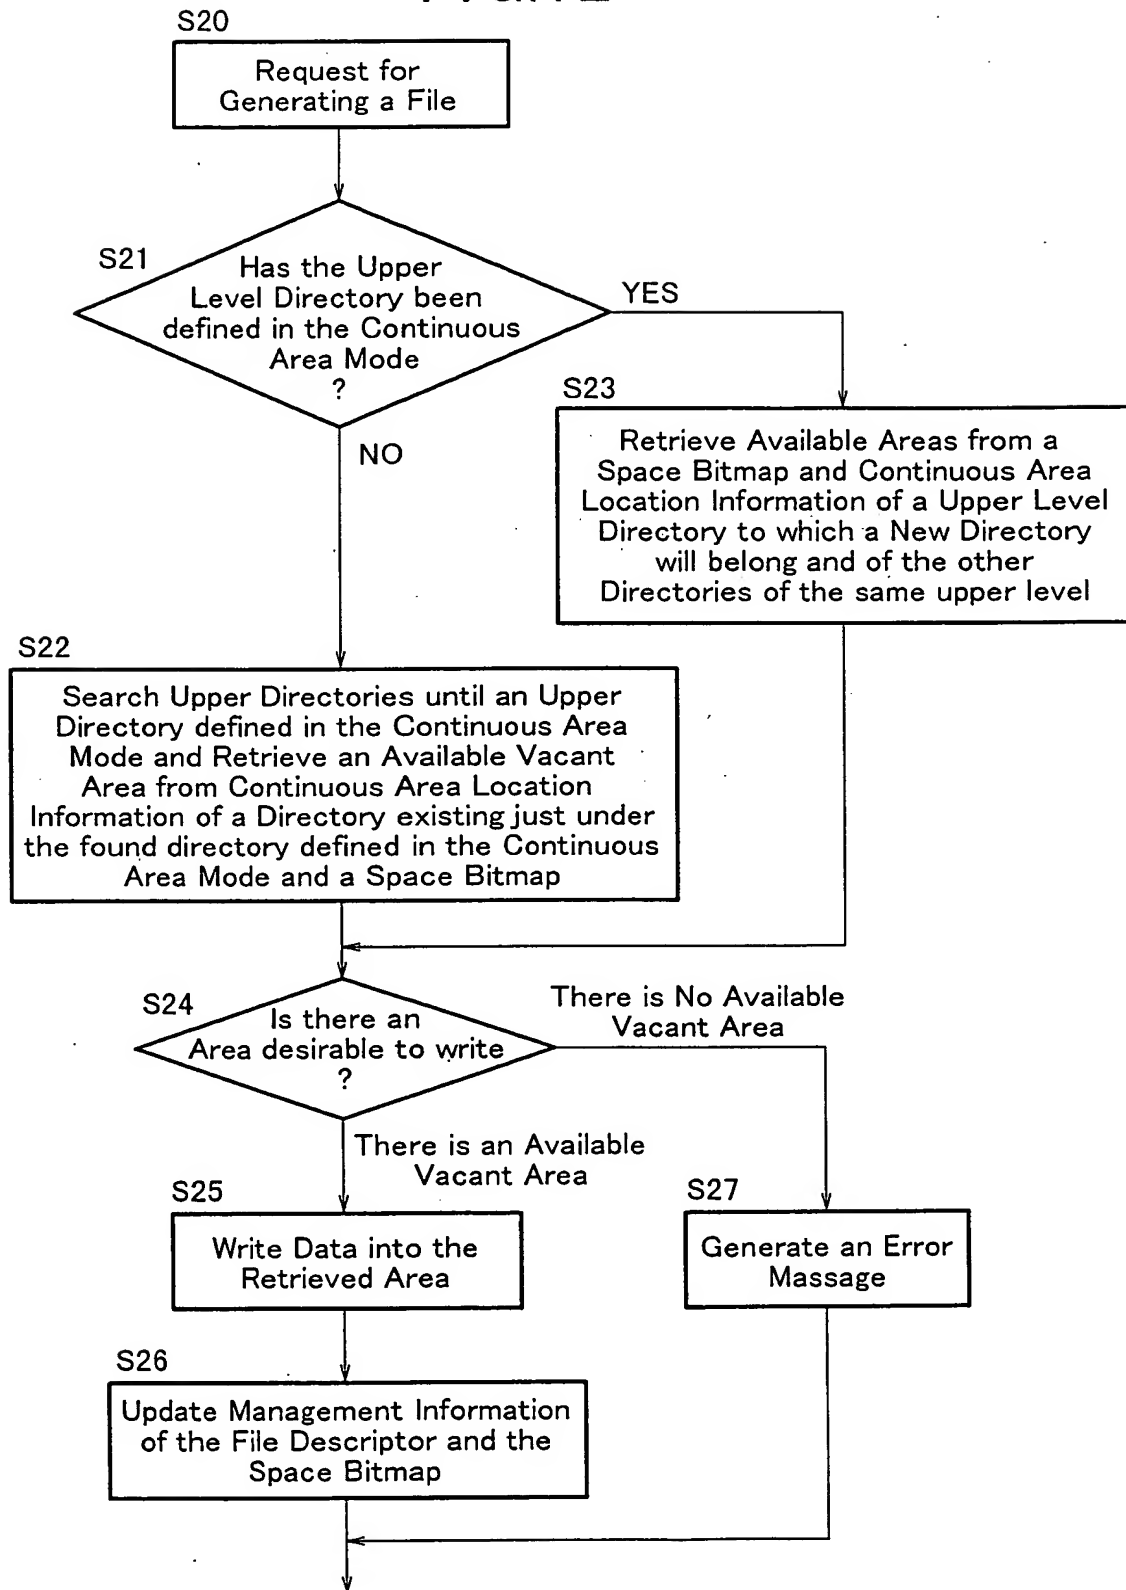 S20
Request for
Generating a File
S21
Has the Upper
Level Directory been
defined in the Continuous
Area Mode
?
YES
NO
S23
Retrieve Available Areas from a
Space Bitmap and Continuous Area
Location Information of a Upper Level
Directory to which a New Directory
will belong and of the other
Directories of the same upper level
S22
Search Upper Directories until an Upper
Directory defined in the Continuous Area
Mode and Retrieve an Available Vacant
Area from Continuous Area Location
Information of a Directory existing just under
the found directory defined in the Continuous
Area Mode and a Space Bitmap
S24
Is there an
Area desirable to write
?
There is No Available
Vacant Area
There is an Available
Vacant Area
S25
Write Data into the
Retrieved Area
S27
Generate an Error
Massage
S26
Update Management Information
of the File Descriptor and the
Space Bitmap